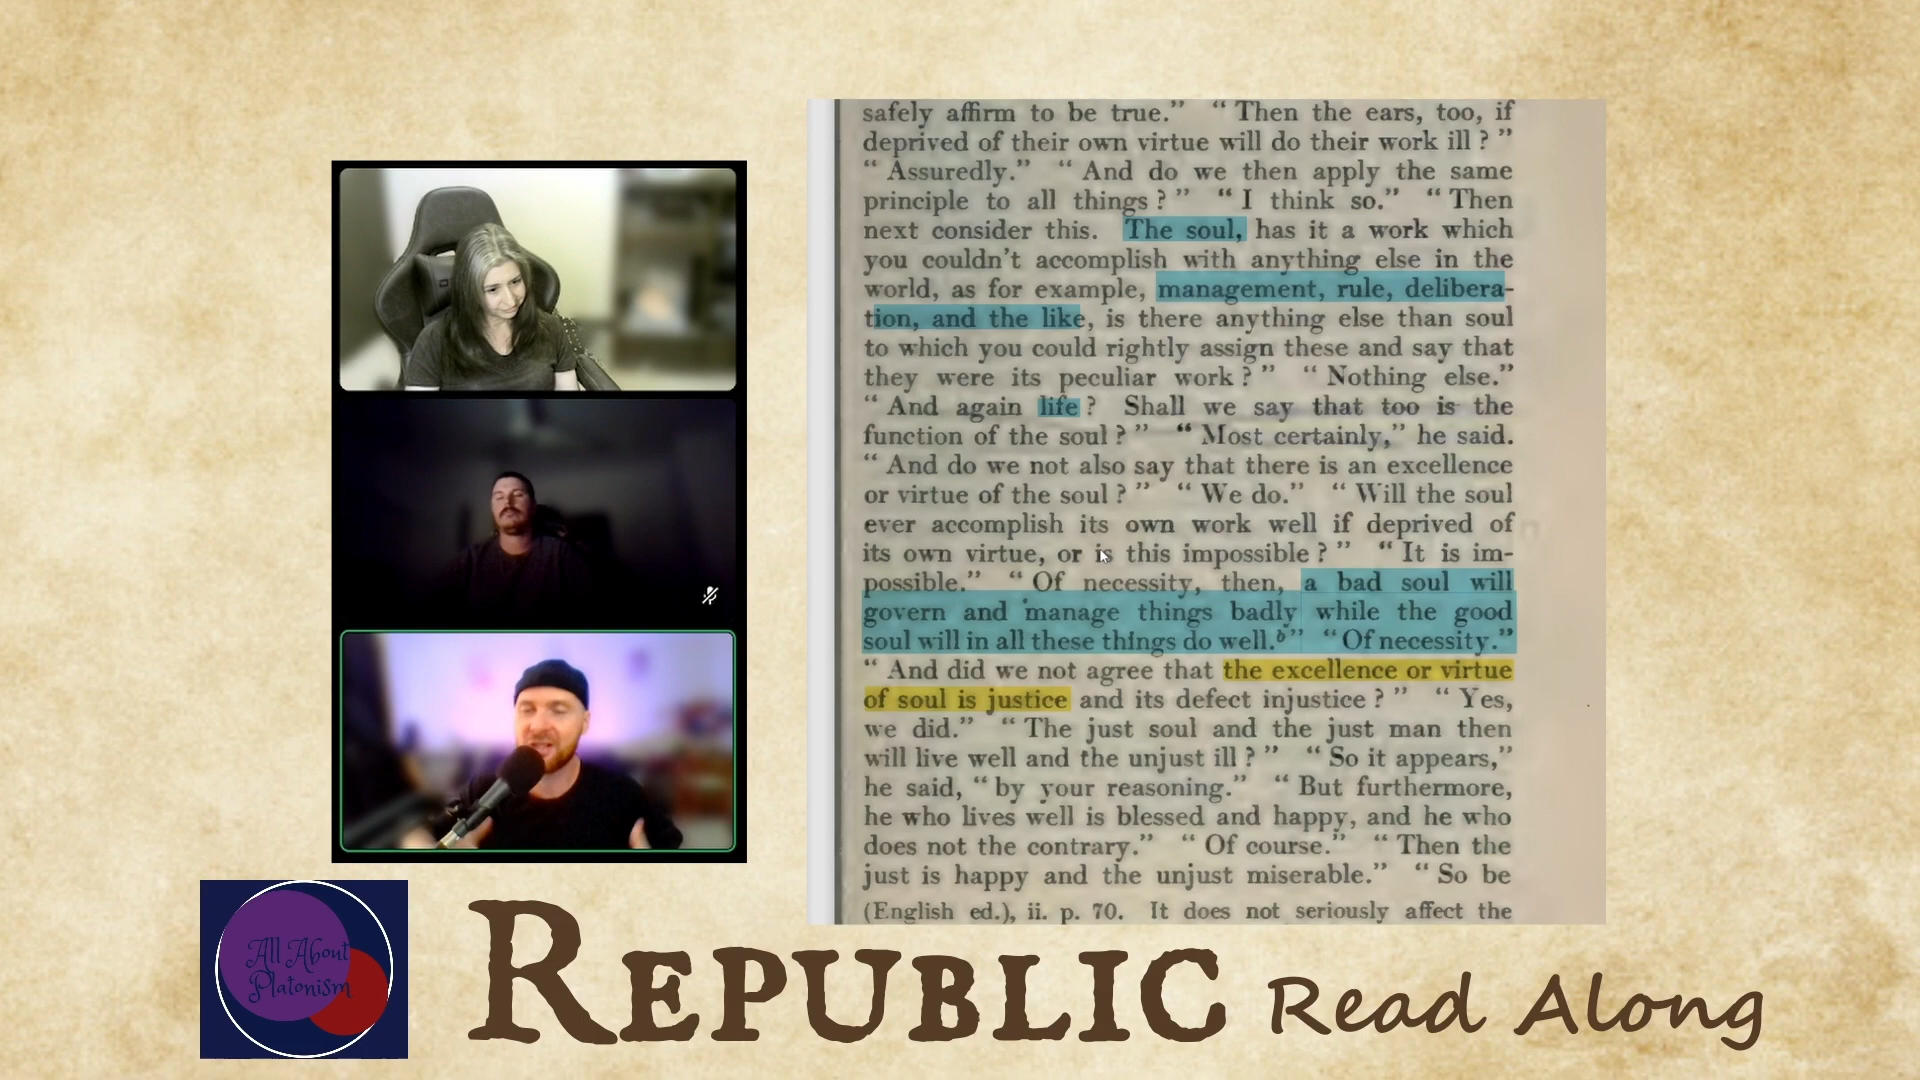 safely affirm to be true.” “ Then the ears, too, if
deprived of their own virtue will do their work ill ? ”
“ Assuredly.” “ And do we then apply the same
principle to all things ? ” “ I think so.” “ Then
next consider this. The soul, has it a work which
you couldn’t accomplish with anything else in the
world, as for example, management, rule, delibera-
tion, and the like, is there anything else than soul
to which you could rightly assign these and say that
they were its peculiar work ? ” “ Nothing else.”
“ And again life ? Shall we say that too is the
function of the soul ? ” “ Most certainly,” he said.
“ And do we not also say that there is an excellence
or virtue of the soul ? ” “ We do.” “ Will the soul
ever accomplish its own work well if deprived of
its own virtue, or is this impossible ? ” “ It is im-
possible.” “ Of necessity, then, a bad soul will
govern and manage things badly while the good
soul will in all these things do well.ᵇ” “ Of necessity.”
“ And did we not agree that the excellence or virtue
of soul is justice and its defect injustice ? ” “ Yes,
we did.” “ The just soul and the just man then
will live well and the unjust ill ? ” “ So it appears,”
he said, “ by your reasoning.” “ But furthermore,
he who lives well is blessed and happy, and he who
does not the contrary.” “ Of course.” “ Then the
just is happy and the unjust miserable.” “ So be
(English ed.), ii. p. 70. It does not seriously affect the
All About
Platonism
REPUBLIC Read Along